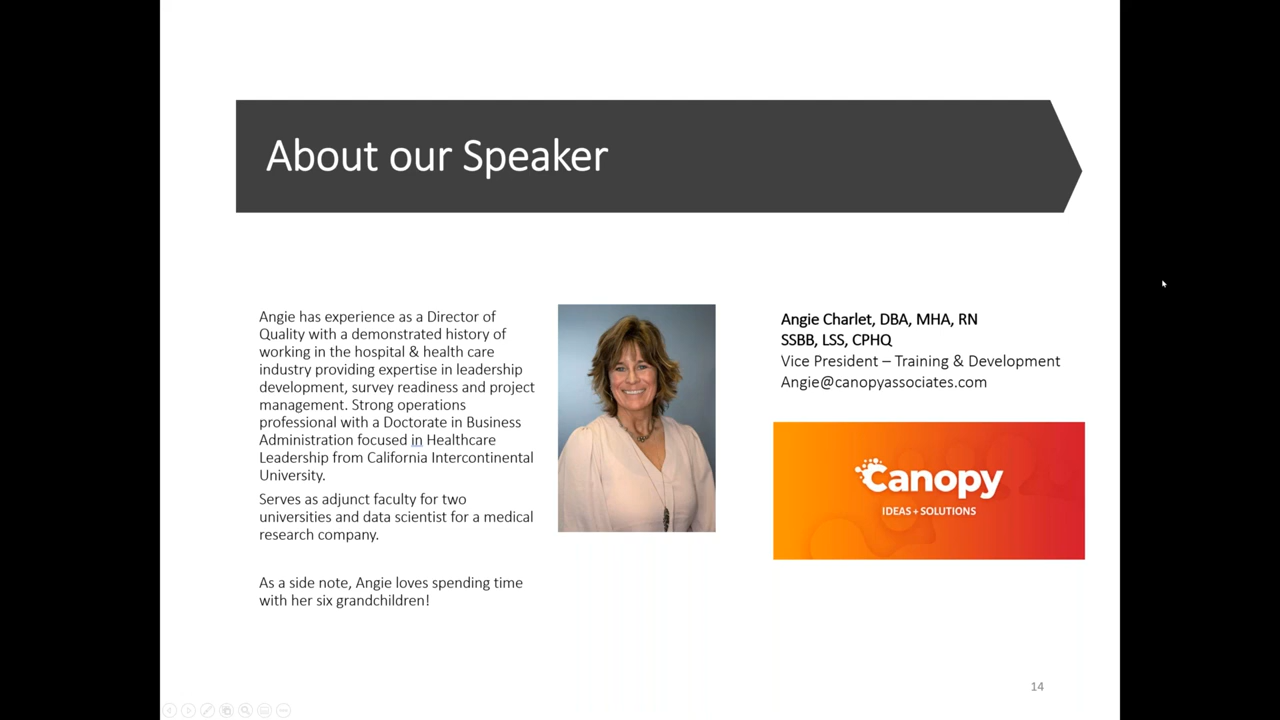 About our Speaker
Angie has experience as a Director of
Quality with a demonstrated history of
working in the hospital & health care
industry providing expertise in leadership
development, survey readiness and project
management. Strong operations
professional with a Doctorate in Business
Administration focused in Healthcare
Leadership from California Intercontinental
University.
Serves as adjunct faculty for two
universities and data scientist for a medical
research company.
As a side note, Angie loves spending time
with her six grandchildren!
Angie Charlet, DBA, MHA, RN
SSBB, LSS, CPHQ
Vice President – Training & Development
Angie@canopyassociates.com
Canopy
IDEAS + SOLUTIONS
14